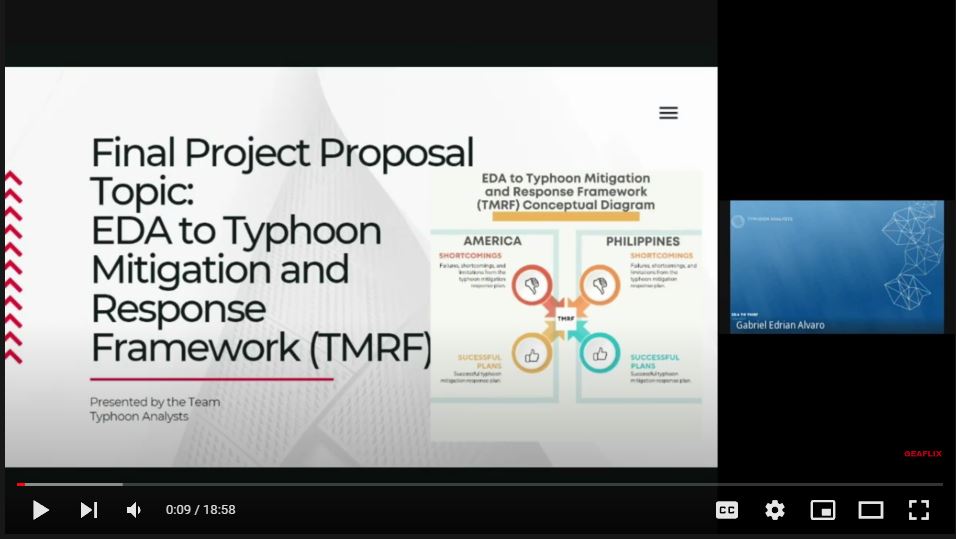 Final Project Proposal
Topic:
EDA to Typhoon
Mitigation and
Response
Framework (TMRF)
Presented by the Team
Typhoon Analysts
EDA to Typhoon Mitigation
and Response Framework
(TMRF) Conceptual Diagram
AMERICA
SHORTCOMINGS
Failures, shortcomings, and
limitations from the
typhoon mitigation
response plan.
PHILIPPINES
SHORTCOMINGS
Failures, shortcomings, and
limitations from the
typhoon mitigation
response plan.
TMRF
SUCESSFUL
PLANS
Successful typhoon
mitigation response plan.
SUCCESSFUL
PLANS
Successful typhoon
mitigation response plan.
TYPHOON ANALYSTS
EDA to TMRF
Gabriel Edrian Alvaro
GEAFLIX
0:09 / 18:58
CC